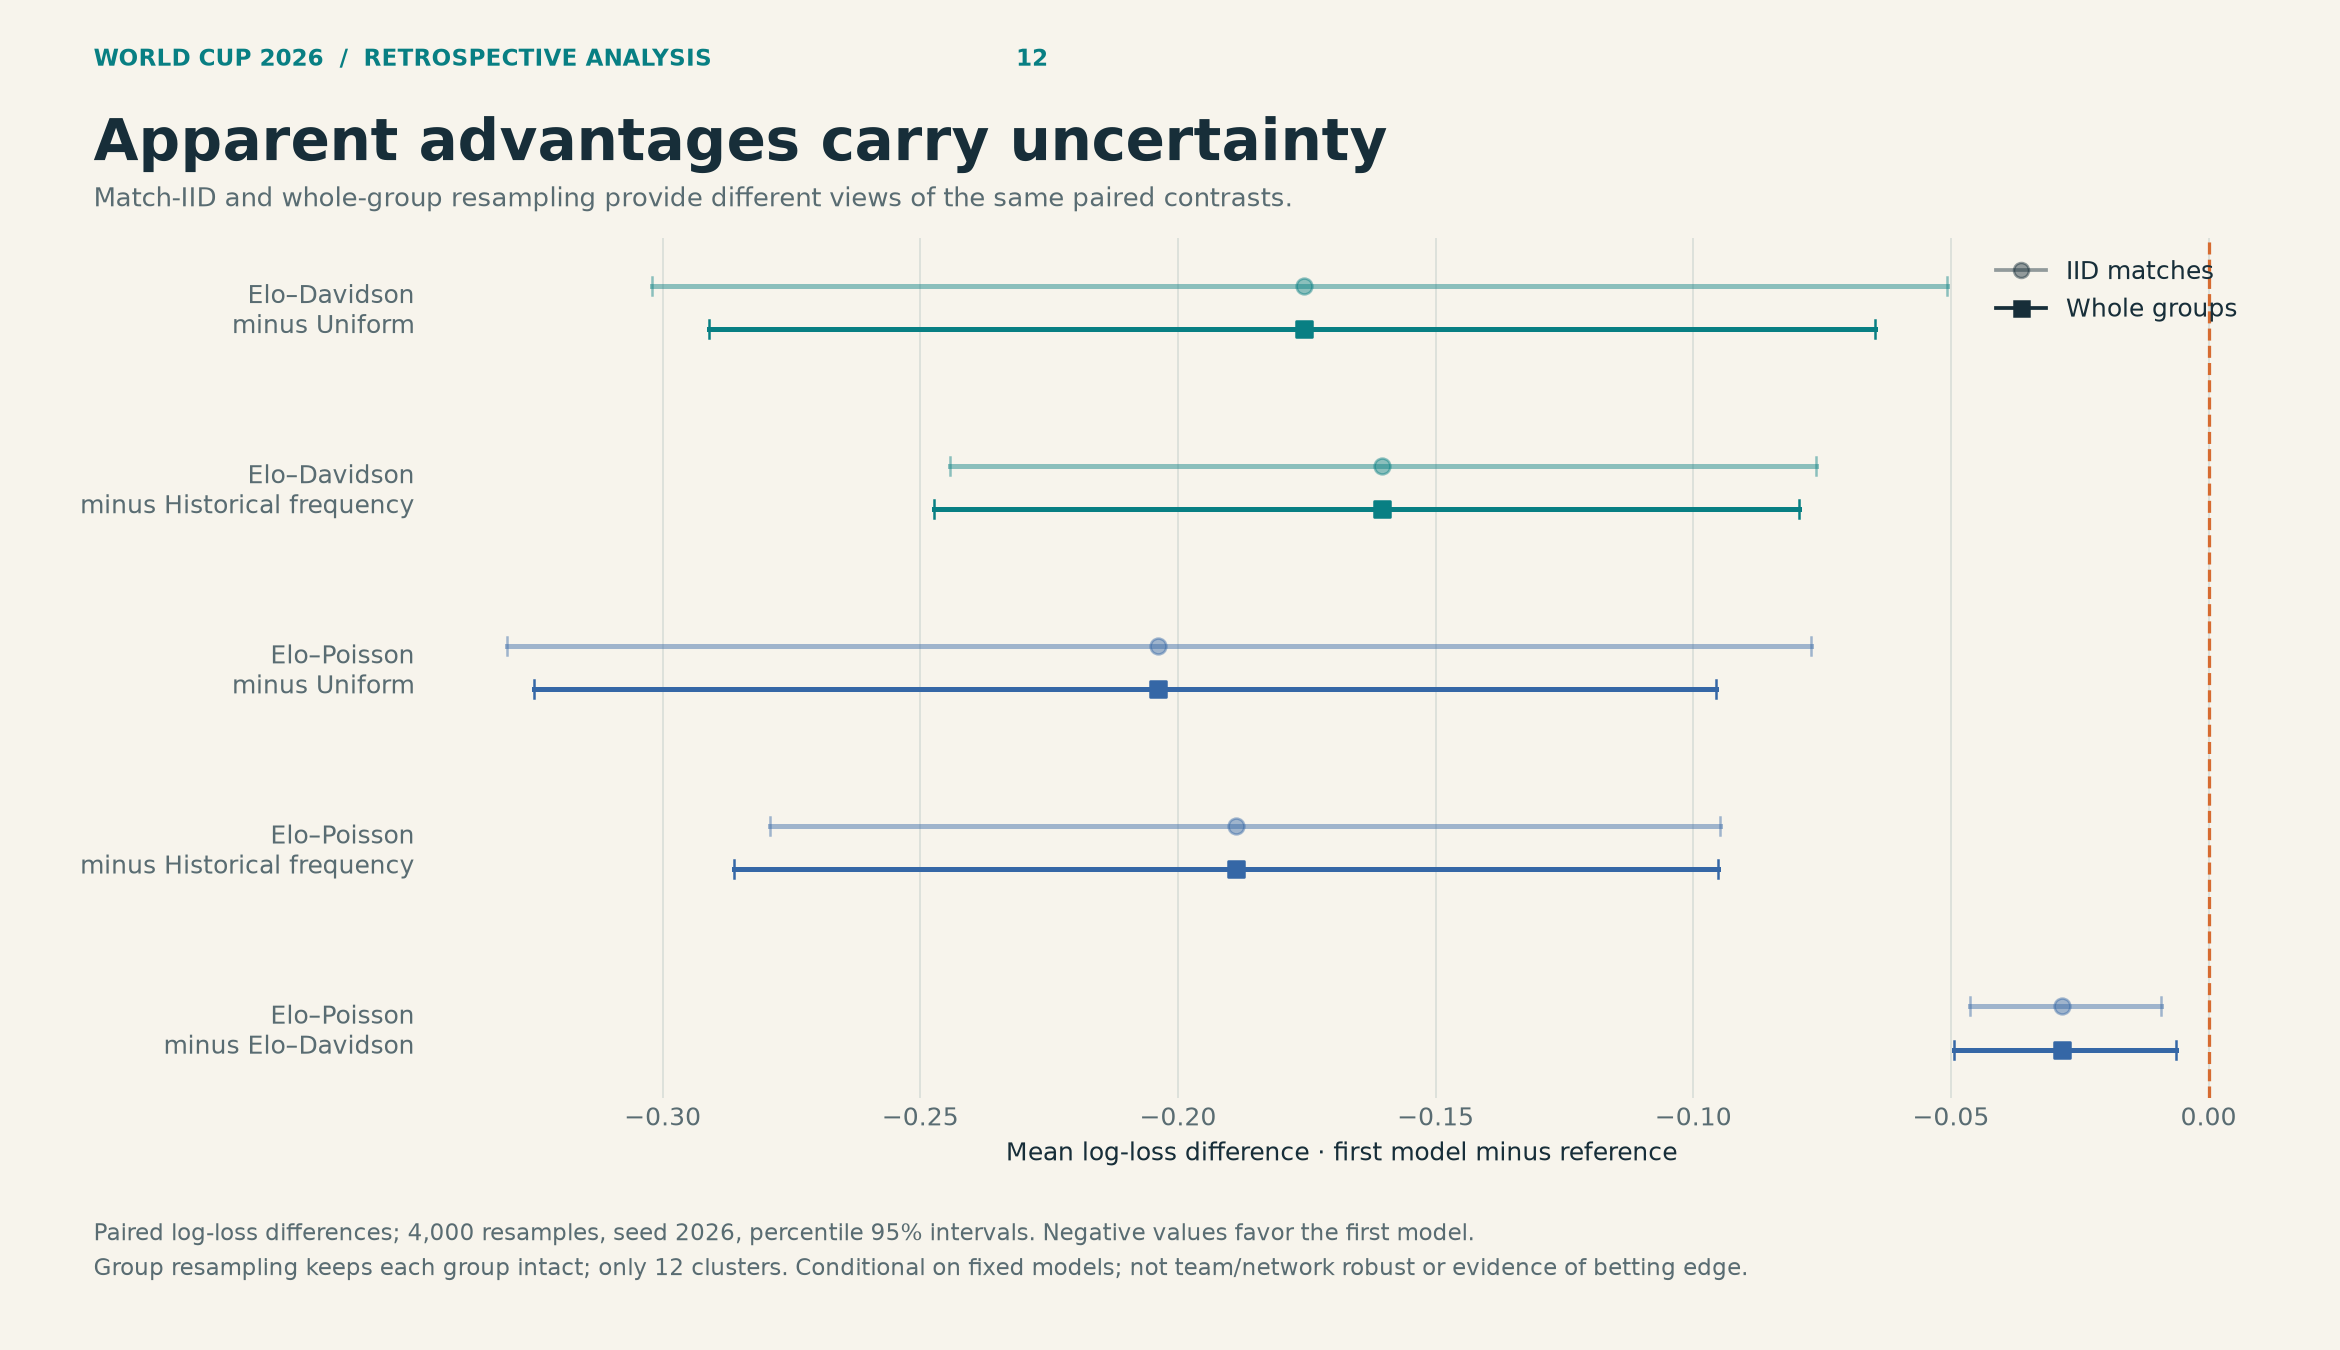 WORLD CUP 2026 / RETROSPECTIVE ANALYSIS 12
Apparent advantages carry uncertainty
Match-IID and whole-group resampling provide different views of the same paired contrasts.
IID matches
Whole groups
Elo–Davidson
minus Uniform
Elo–Davidson
minus Historical frequency
Elo–Poisson
minus Uniform
Elo–Poisson
minus Historical frequency
Elo–Poisson
minus Elo–Davidson
−0.30 −0.25 −0.20 −0.15 −0.10 −0.05 0.00
Mean log-loss difference · first model minus reference
Paired log-loss differences; 4,000 resamples, seed 2026, percentile 95% intervals. Negative values favor the first model.
Group resampling keeps each group intact; only 12 clusters. Conditional on fixed models; not team/network robust or evidence of betting edge.